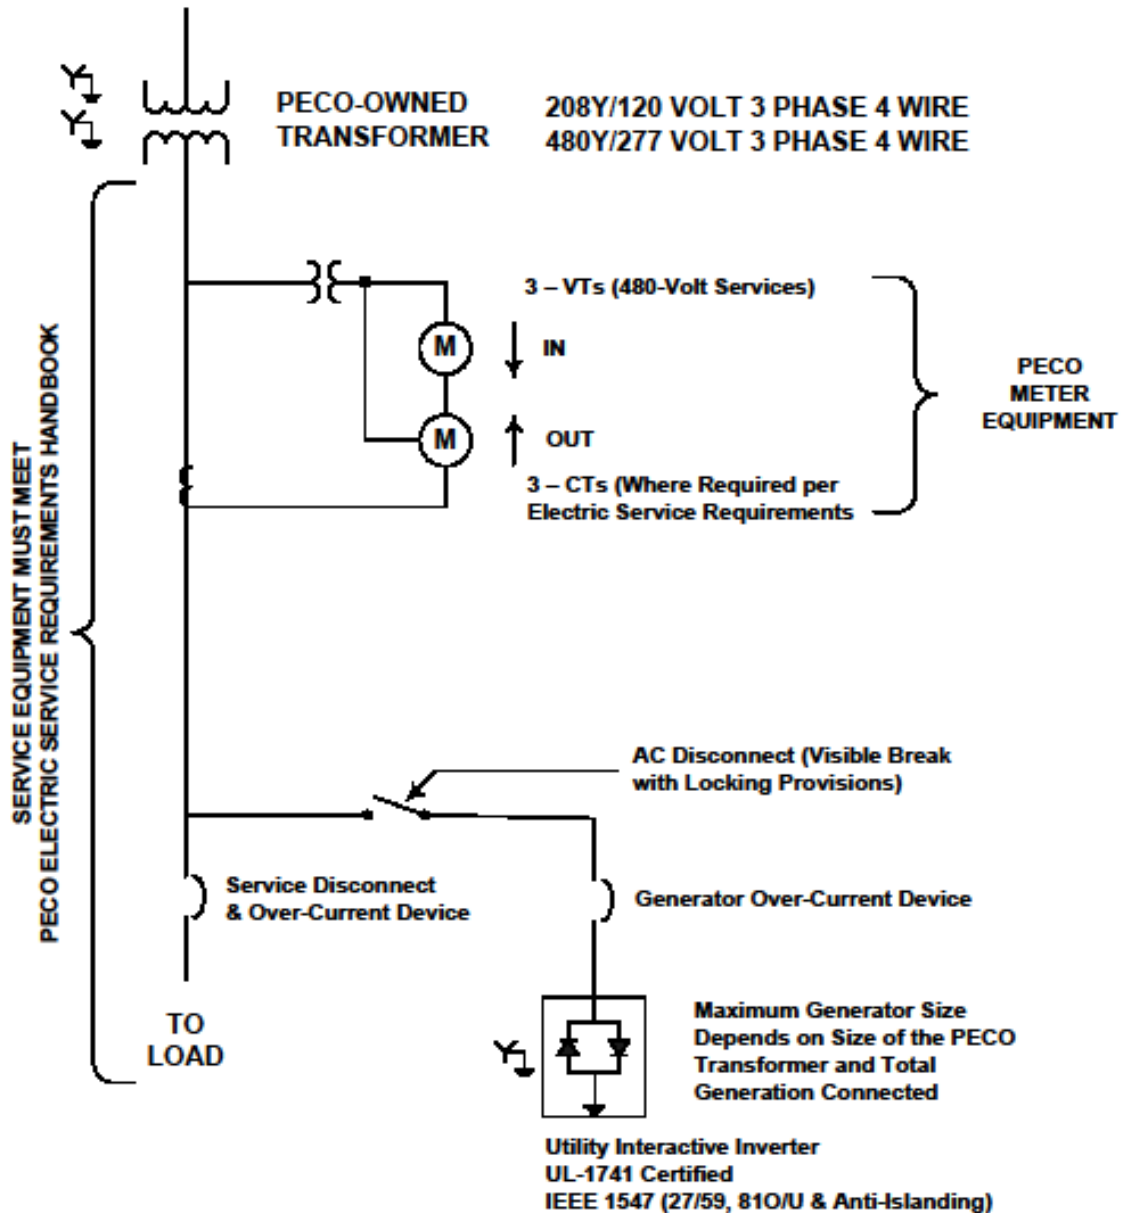 PECO-OWNED
TRANSFORMER
208Y/120 VOLT 3 PHASE 4 WIRE
480Y/277 VOLT 3 PHASE 4 WIRE
SERVICE EQUIPMENT MUST MEET
PECO ELECTRIC SERVICE REQUIREMENTS HANDBOOK
3 – VTs (480-Volt Services)
M
IN
M
OUT
3 – CTs (Where Required per
Electric Service Requirements
PECO
METER
EQUIPMENT
AC Disconnect (Visible Break
with Locking Provisions)
Service Disconnect
& Over-Current Device
Generator Over-Current Device
TO
LOAD
Maximum Generator Size
Depends on Size of the PECO
Transformer and Total
Generation Connected
Utility Interactive Inverter
UL-1741 Certified
IEEE 1547 (27/59, 81O/U & Anti-Islanding)